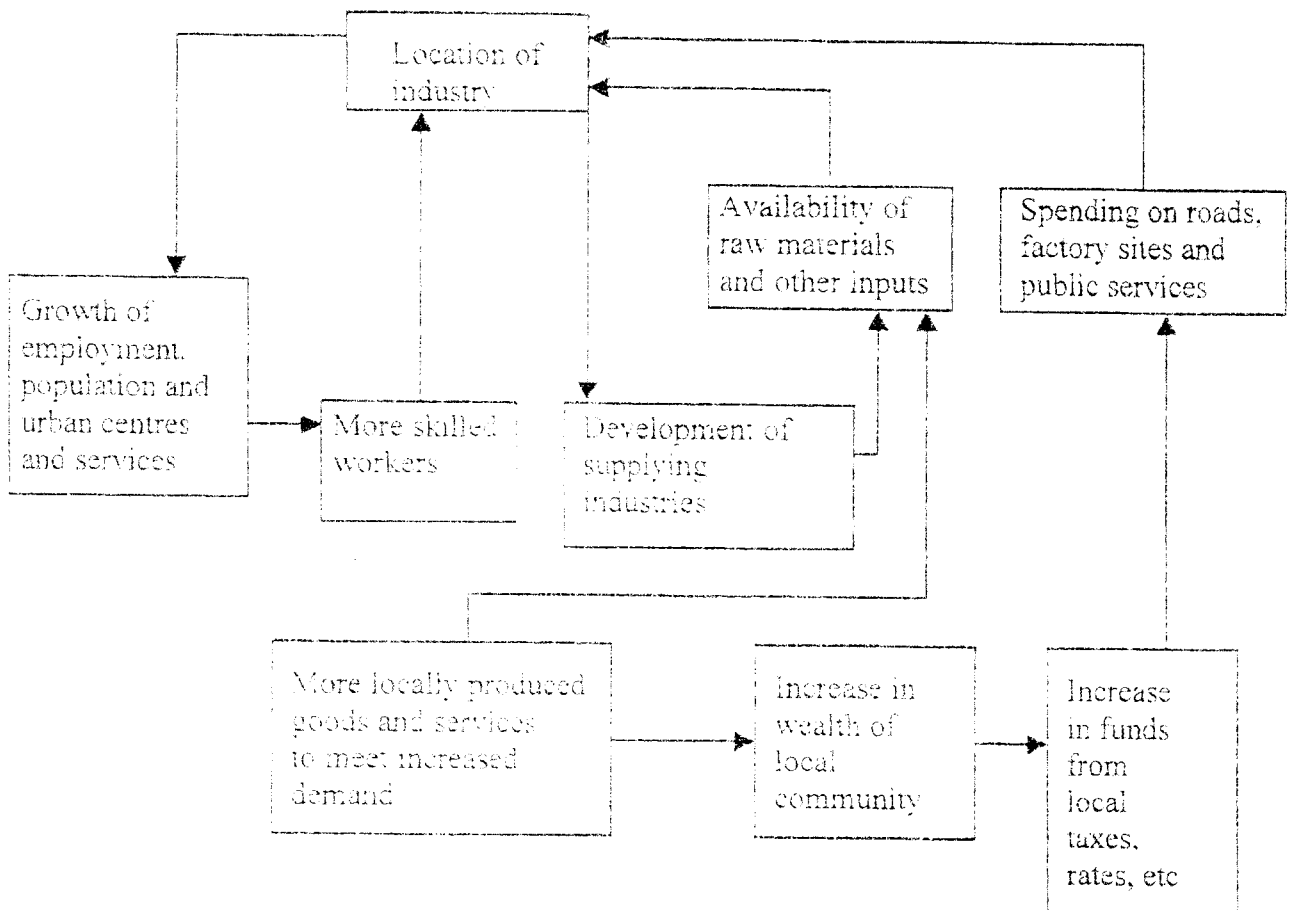 Location of
industry
Availability of
raw materials
and other inputs
Spending on roads,
factory sites and
public services
Growth of
employment,
population and
urban centres
and services
More skilled
workers
Development of
supplying
industries
More locally produced
goods and services
to meet increased
demand
Increase in
wealth of
local
community
Increase
in funds
from
local
taxes,
rates, etc